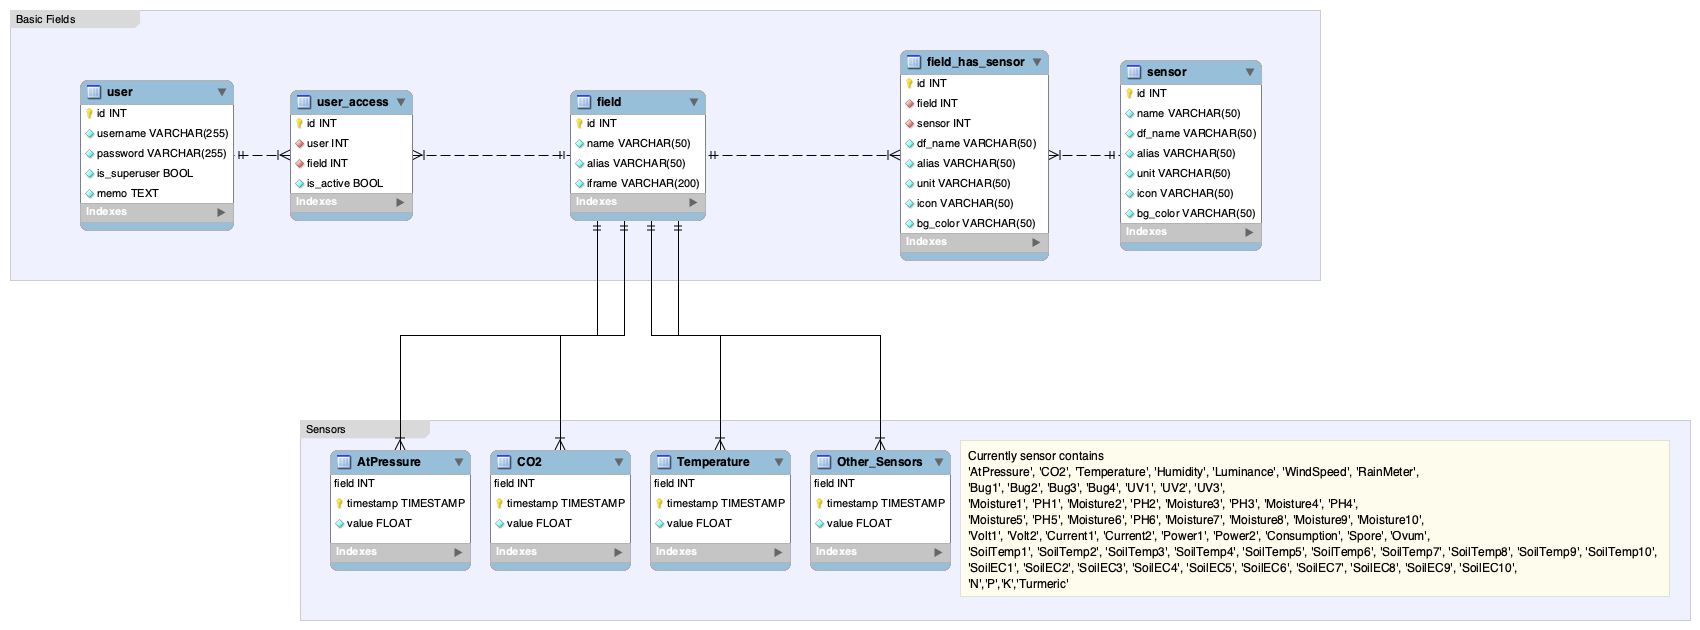 Basic Fields
user
id INT
username VARCHAR(255)
password VARCHAR(255)
is_superuser BOOL
memo TEXT
Indexes
user_access
id INT
user INT
field INT
is_active BOOL
Indexes
field
id INT
name VARCHAR(50)
alias VARCHAR(50)
iframe VARCHAR(200)
Indexes
field_has_sensor
id INT
field INT
sensor INT
df_name VARCHAR(50)
alias VARCHAR(50)
unit VARCHAR(50)
icon VARCHAR(50)
bg_color VARCHAR(50)
Indexes
sensor
id INT
name VARCHAR(50)
df_name VARCHAR(50)
alias VARCHAR(50)
unit VARCHAR(50)
icon VARCHAR(50)
bg_color VARCHAR(50)
Indexes
Sensors
AtPressure
field INT
timestamp TIMESTAMP
value FLOAT
Indexes
CO2
field INT
timestamp TIMESTAMP
value FLOAT
Indexes
Temperature
field INT
timestamp TIMESTAMP
value FLOAT
Indexes
Other_Sensors
field INT
timestamp TIMESTAMP
value FLOAT
Indexes
Currently sensor contains
'AtPressure', 'CO2', 'Temperature', 'Humidity', 'Luminance', 'WindSpeed', 'RainMeter',
'Bug1', 'Bug2', 'Bug3', 'Bug4', 'UV1', 'UV2', 'UV3',
'Moisture1', 'PH1', 'Moisture2', 'PH2', 'Moisture3', 'PH3', 'Moisture4', 'PH4',
'Moisture5', 'PH5', 'Moisture6', 'PH6', 'Moisture7', 'Moisture8', 'Moisture9', 'Moisture10',
'Volt1', 'Volt2', 'Current1', 'Current2', 'Power1', 'Power2', 'Consumption', 'Spore', 'Ovum',
'SoilTemp1', 'SoilTemp2', 'SoilTemp3', 'SoilTemp4', 'SoilTemp5', 'SoilTemp6', 'SoilTemp7', 'SoilTemp8', 'SoilTemp9', 'SoilTemp10',
'SoilEC1', 'SoilEC2', 'SoilEC3', 'SoilEC4', 'SoilEC5', 'SoilEC6', 'SoilEC7', 'SoilEC8', 'SoilEC9', 'SoilEC10',
'N','P','K','Turmeric'